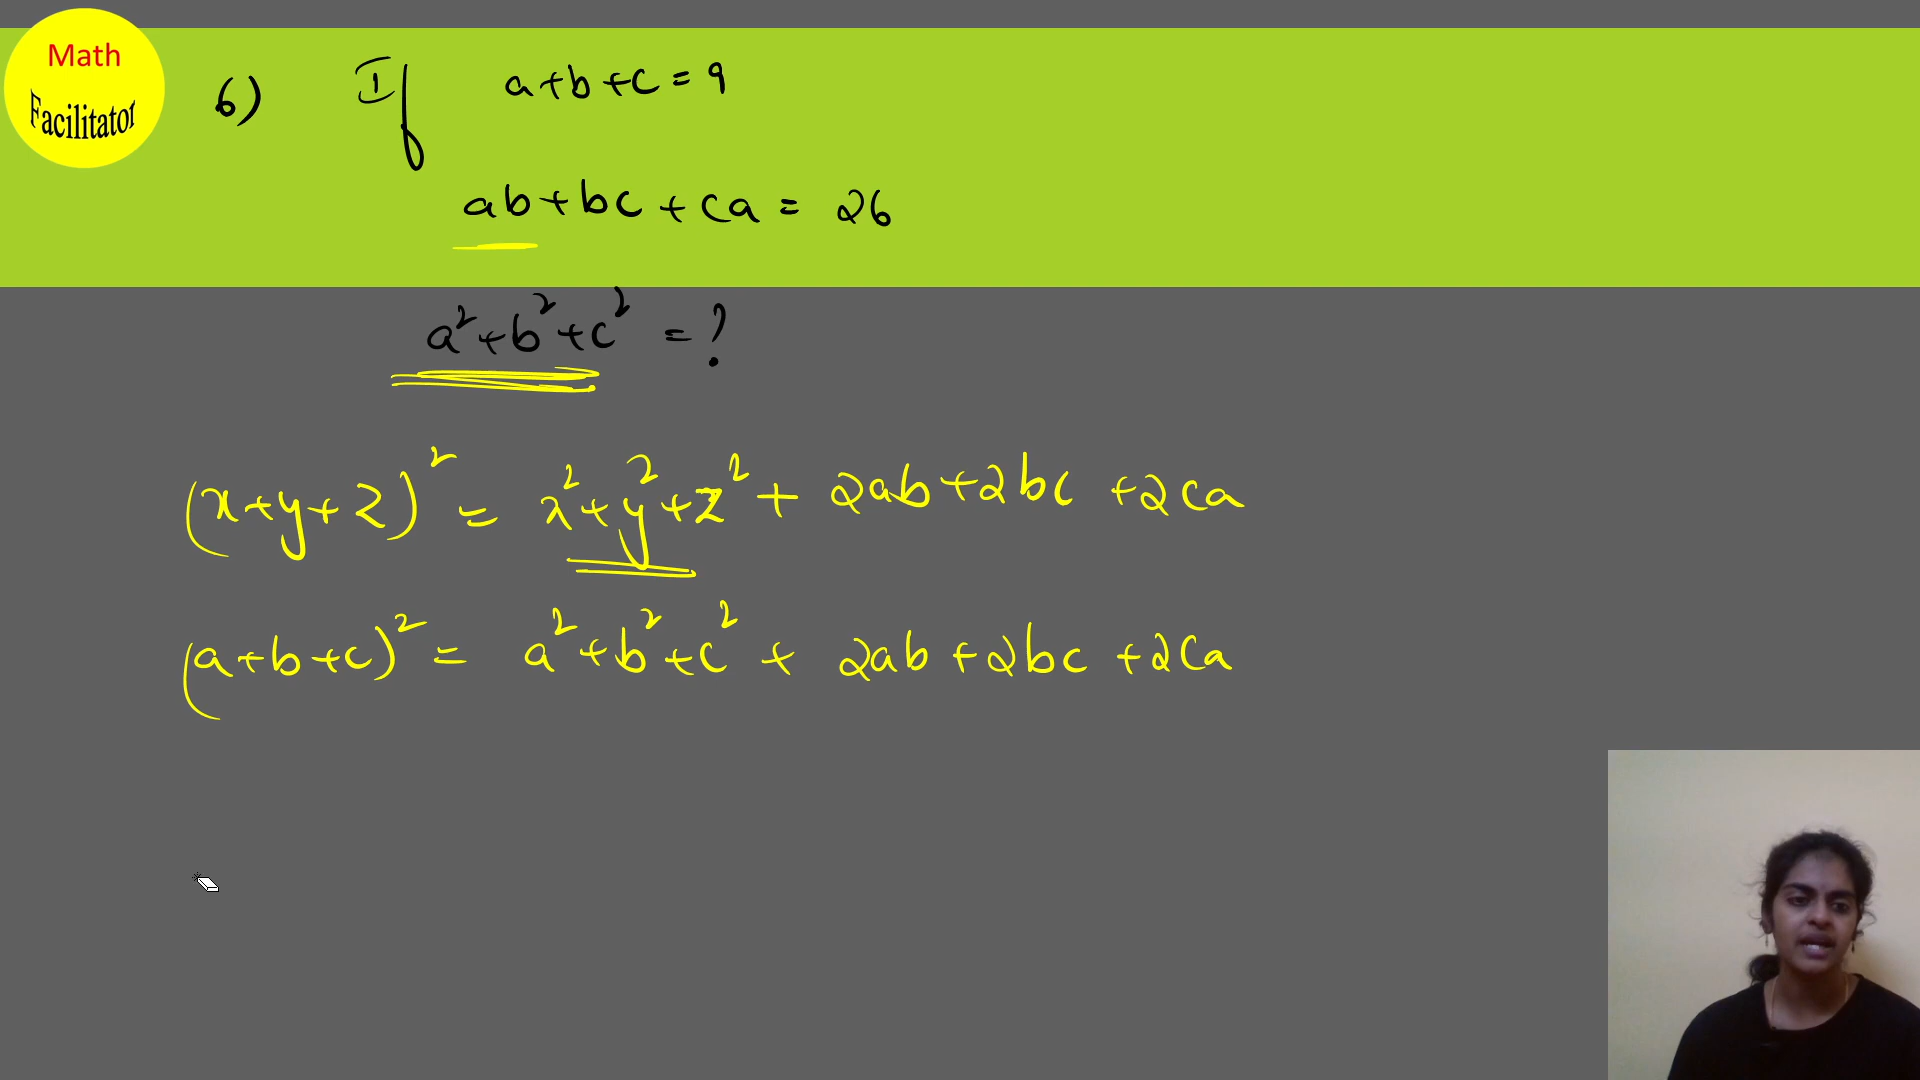 Math
Facilitator
6) If a+b+c=9
ab+bc+ca=26
a²+b²+c²=?
(x+y+z)²=x²+y²+z²+2ab+2bc+2ca
(a+b+c)²=a²+b²+c²+2ab+2bc+2ca